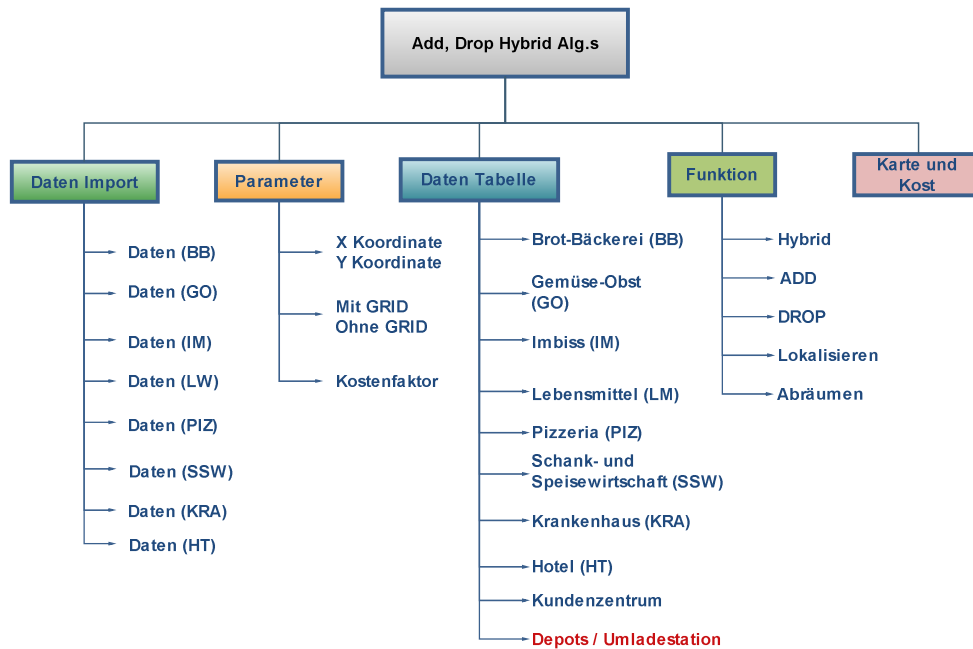 Add, Drop Hybrid Alg.s
Daten Import
Daten (BB)
Daten (GO)
Daten (IM)
Daten (LW)
Daten (PIZ)
Daten (SSW)
Daten (KRA)
Daten (HT)
Parameter
X Koordinate
Y Koordinate
Mit GRID
Ohne GRID
Kostenfaktor
Daten Tabelle
Brot-Bäckerei (BB)
Gemüse-Obst
(GO)
Imbiss (IM)
Lebensmittel (LM)
Pizzeria (PIZ)
Schank- und
Speisewirtschaft (SSW)
Krankenhaus (KRA)
Hotel (HT)
Kundenzentrum
Depots / Umladestation
Funktion
Hybrid
ADD
DROP
Lokalisieren
Abräumen
Karte und
Kost